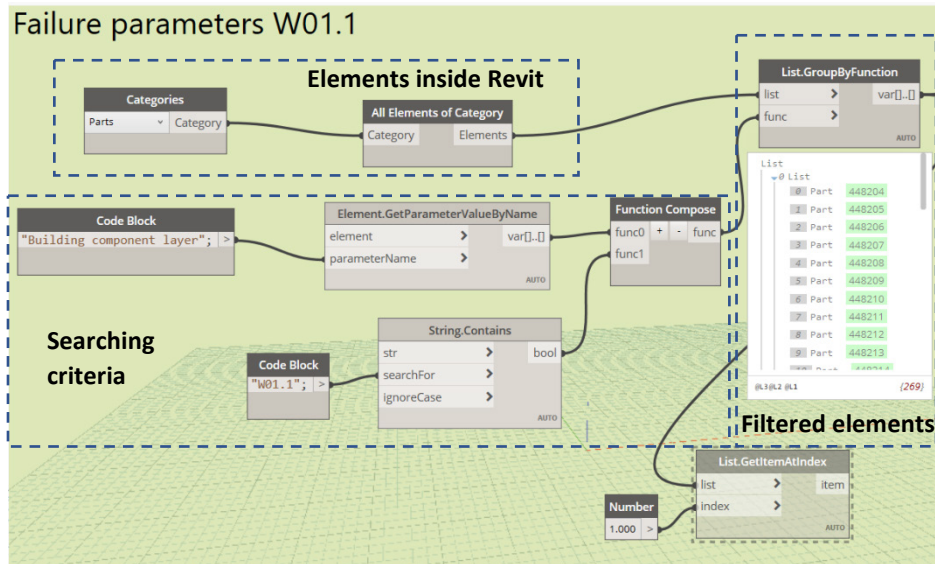 Failure parameters W01.1
Elements inside Revit
Categories
Parts
Category
All Elements of Category
Category
Elements
List.GroupByFunction
list > var[]..[]
func >
AUTO
List
0 List
0 Part 448204
1 Part 448205
2 Part 448206
3 Part 448207
4 Part 448208
5 Part 448209
6 Part 448210
7 Part 448211
8 Part 448212
9 Part 448213
10 Part 448214
@L3 @L2 @L1 {269}
Filtered elements
Code Block
"Building component layer"; >
Element.GetParameterValueByName
element > var[]..[]
parameterName >
AUTO
Function Compose
func0 + - func
func1
Searching
criteria
Code Block
"W01.1"; >
String.Contains
str > bool
searchFor >
ignoreCase >
AUTO
List.GetItemAtIndex
list > item
index >
AUTO
Number
1.000 >